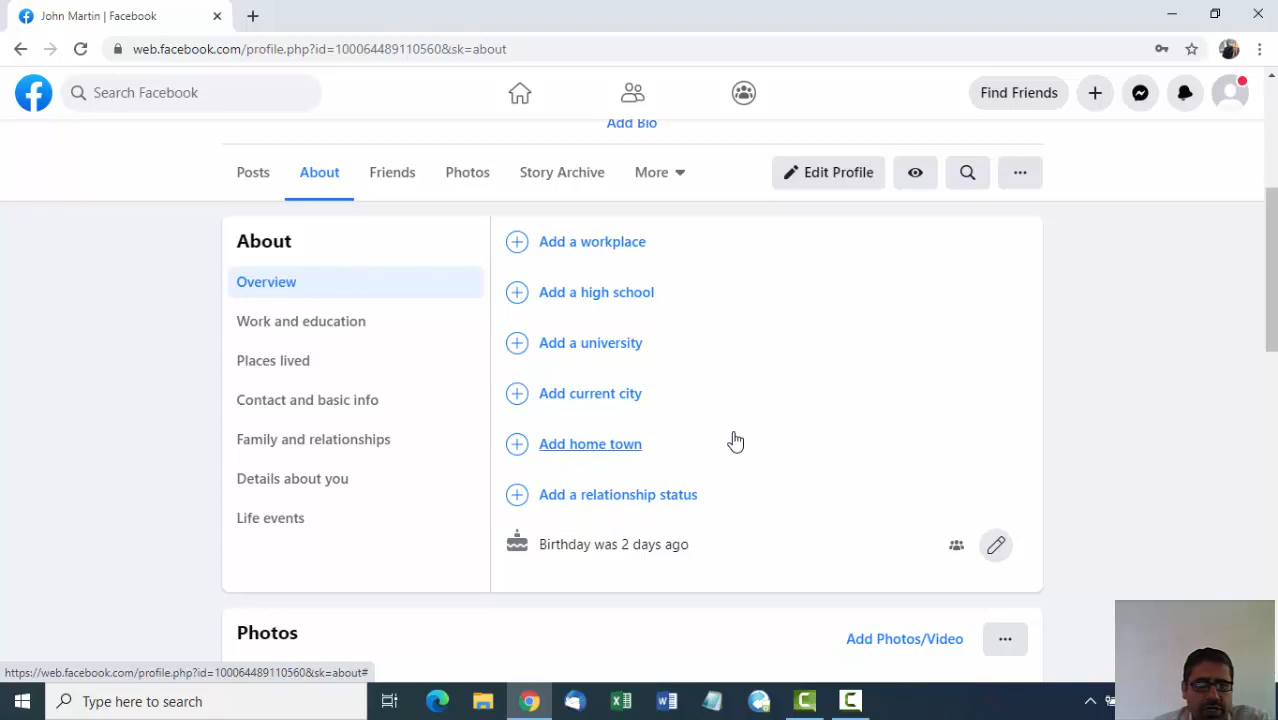 John Martin | Facebook
web.facebook.com/profile.php?id=100064489110560&sk=about
Search Facebook
Find Friends
Add Bio
Posts
About
Friends
Photos
Story Archive
More
Edit Profile
About
Overview
Work and education
Places lived
Contact and basic info
Family and relationships
Details about you
Life events
Add a workplace
Add a high school
Add a university
Add current city
Add home town
Add a relationship status
Birthday was 2 days ago
Photos
Add Photos/Video
https://web.facebook.com/profile.php?id=100064489110560&sk=about#
Type here to search